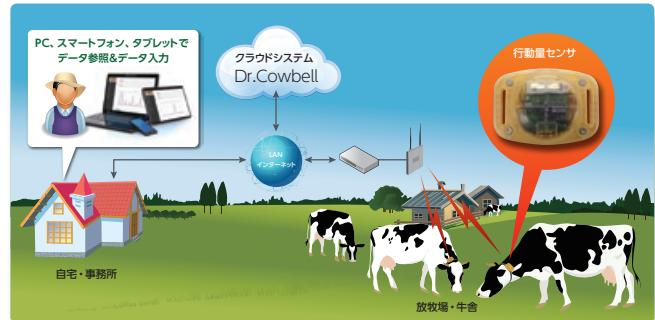 PC、スマートフォン、タブレットで
データ参照&データ入力
クラウドシステム
Dr.Cowbell
行動量センサ
LAN
インターネット
自宅・事務所
放牧場・牛舎